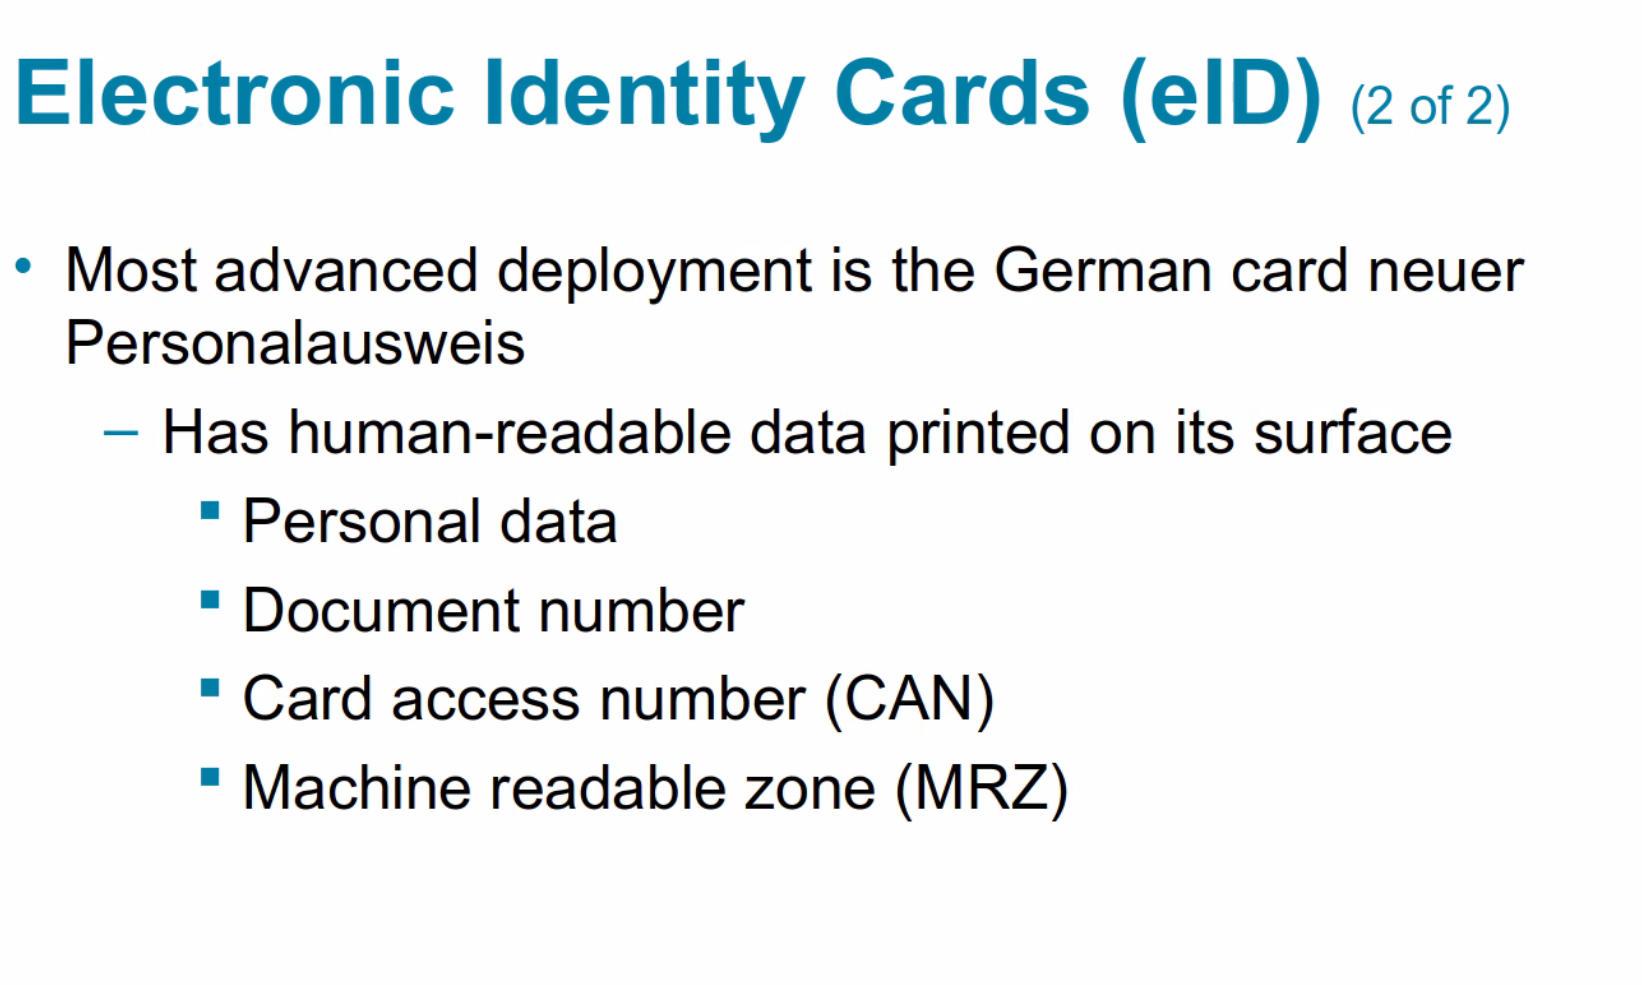 Electronic Identity Cards (eID) (2 of 2)
• Most advanced deployment is the German card neuer
Personalausweis
– Has human-readable data printed on its surface
▪ Personal data
▪ Document number
▪ Card access number (CAN)
▪ Machine readable zone (MRZ)